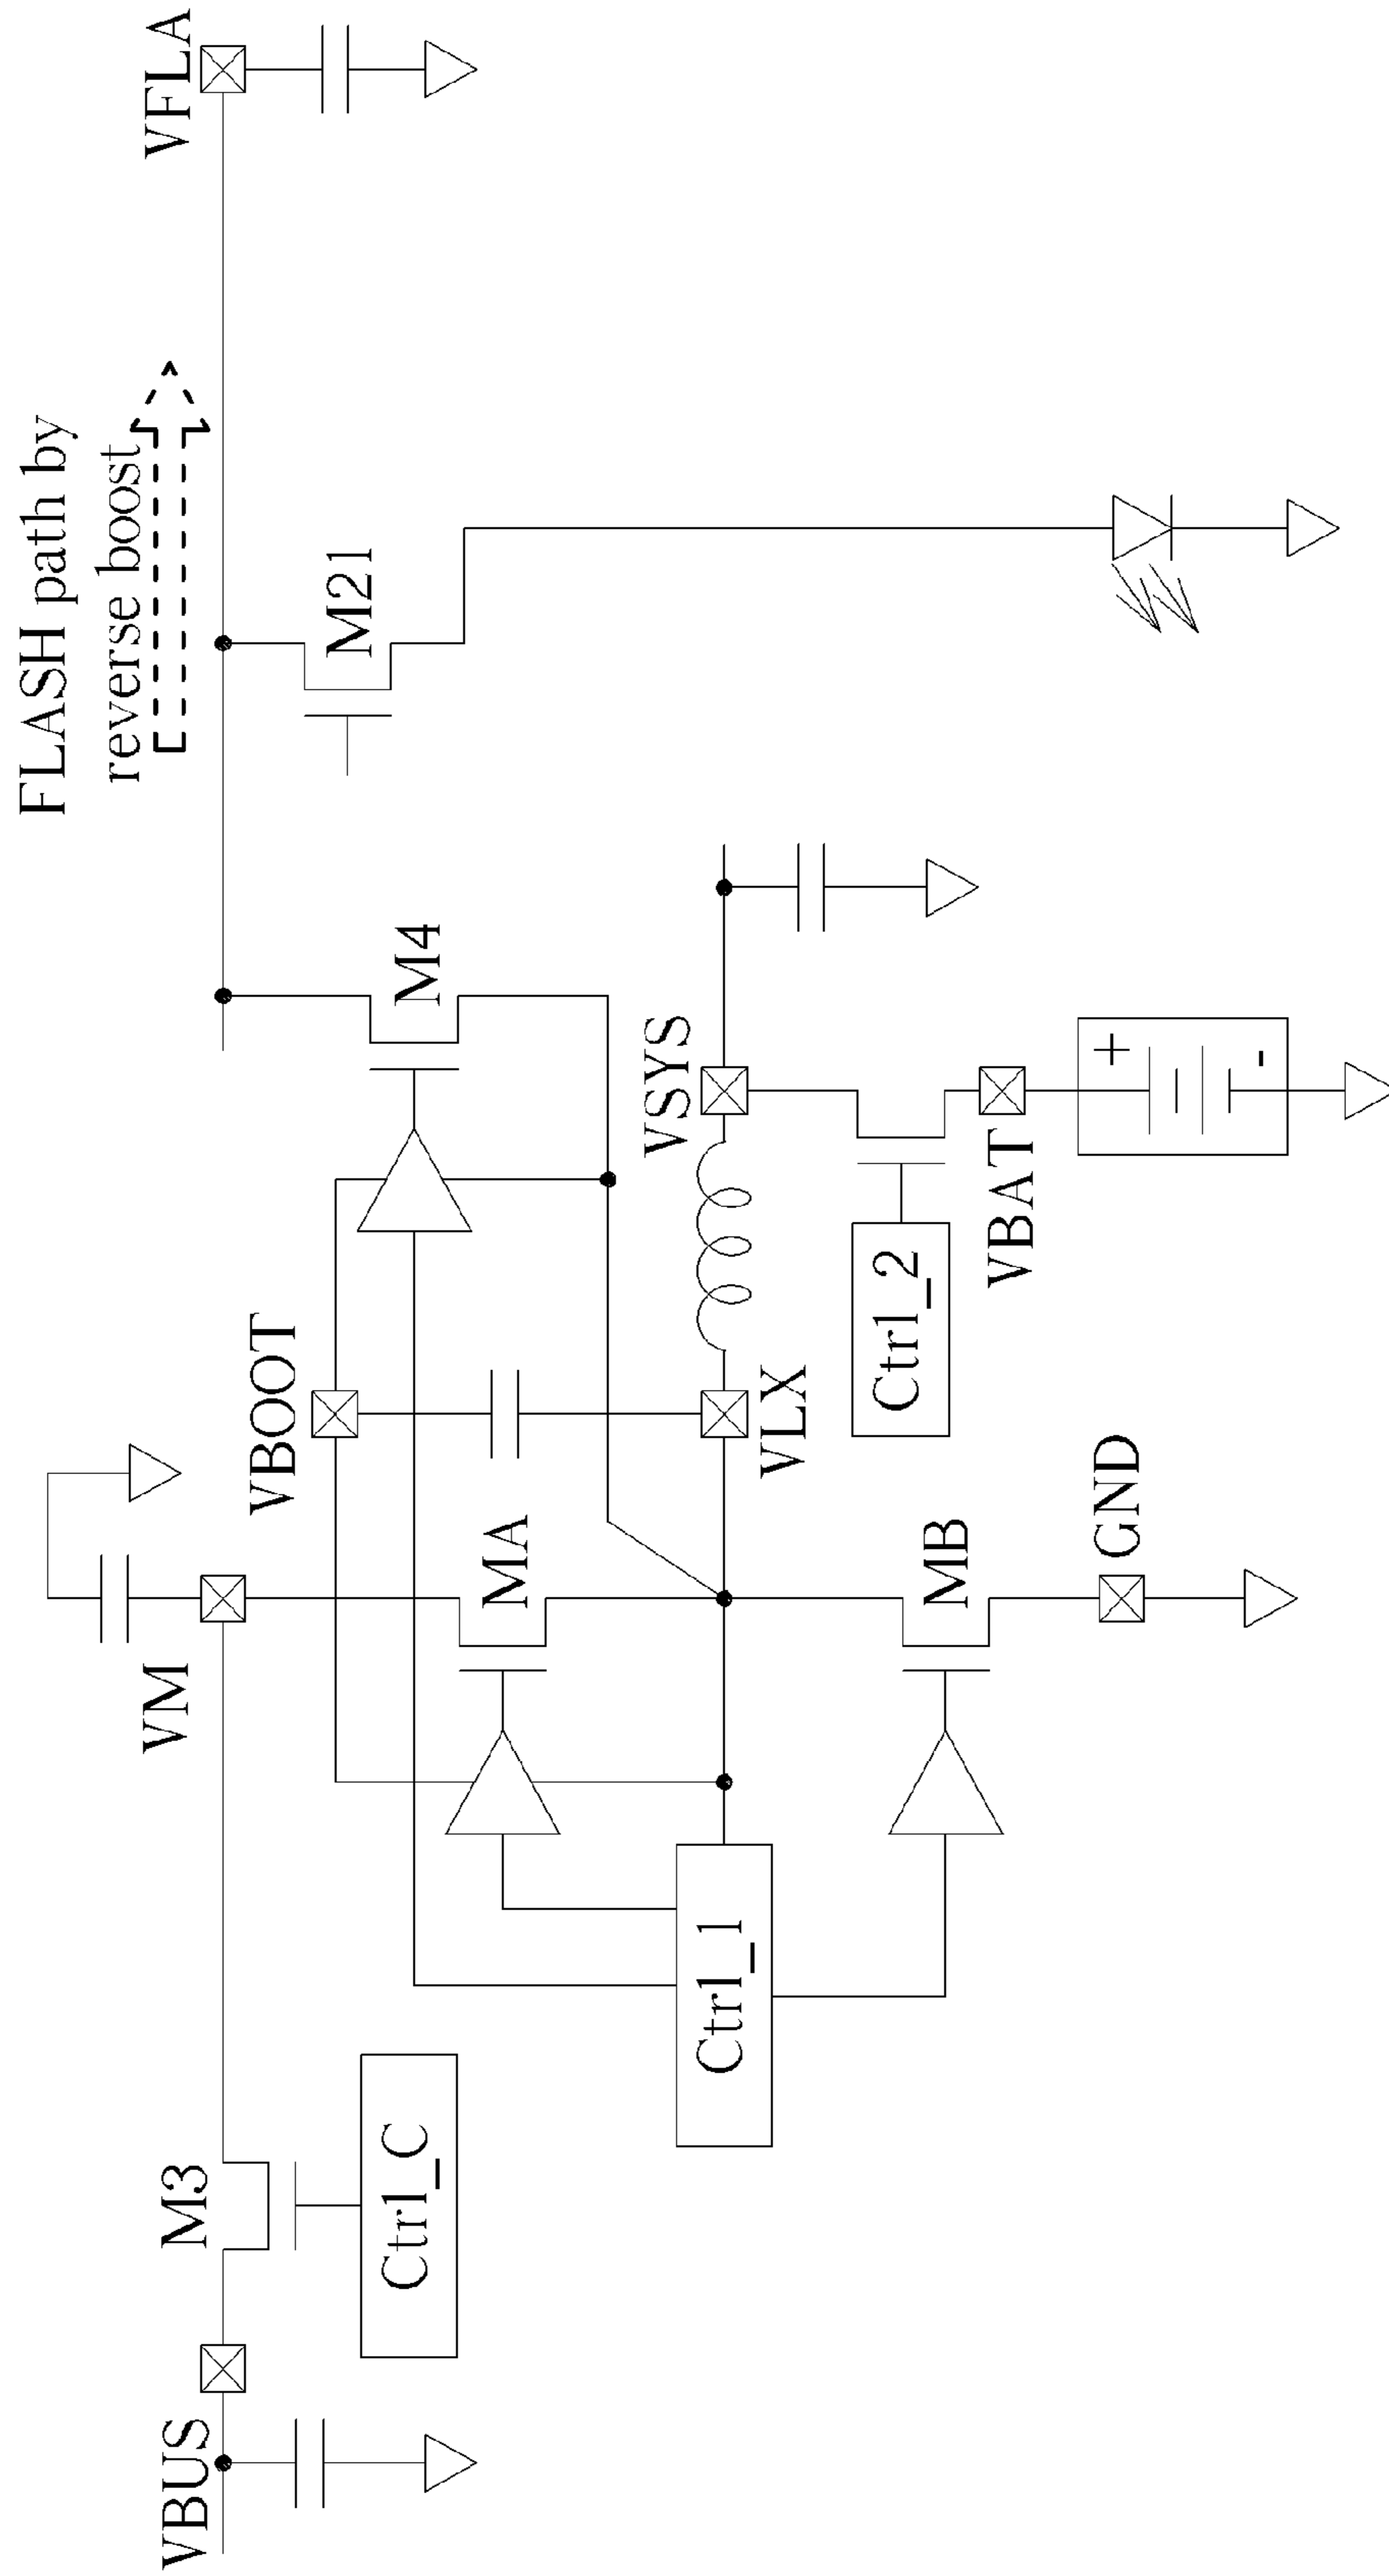 FLASH path by
reverse boost
VBUS
M3
VM
VFLA
VBOOT
M4
M21
Ctrl_C
MA
VSYS
Ctrl_1
VLX
Ctrl_2
MB
VBAT
+
-
GND